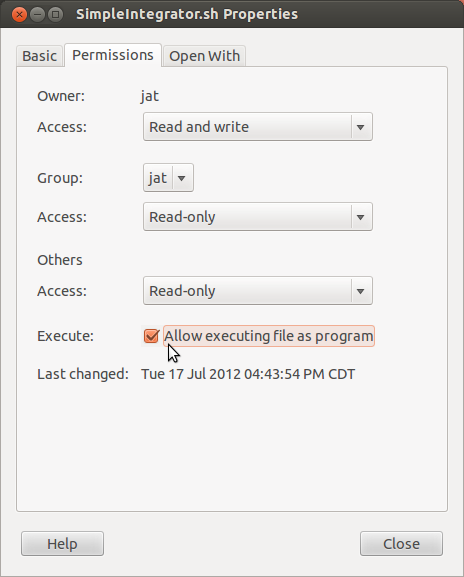 SimpleIntegrator.sh Properties
Basic Permissions Open With
Owner: jat
Access: Read and write
Group: jat
Access: Read-only
Others
Access: Read-only
Execute: Allow executing file as program
Last changed: Tue 17 Jul 2012 04:43:54 PM CDT
Help Close